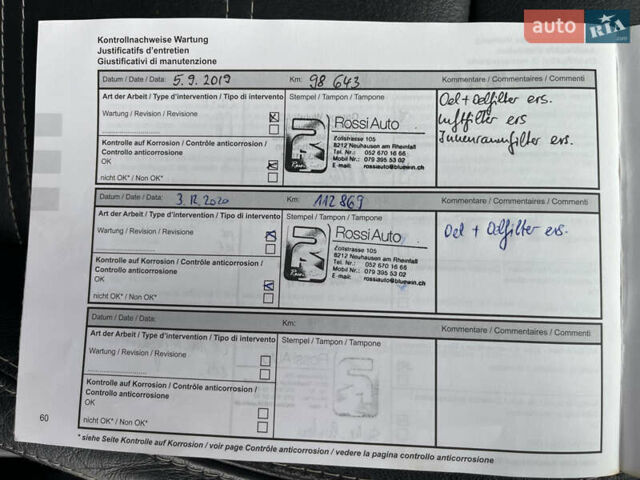 auto RIA.com
Kontrollnachweise Wartung
Justificatifs d'entretien
Giustificativi di manutenzione
Datum / Date / Data: 5.9.2019 Km: 98 643 Kommentare / Commentaires / Commenti
Art der Arbeit / Type d'intervention / Tipo di intervento Stempel / Tampon / Tampone
Oel + Oelfilter ers.
Luftfilter ers
Innenraumfilter ers.
Wartung / Revision / Revisione
RossiAuto
Zollstrasse 105
8212 Neuhausen am Rheinfall
Tel. Nr.: 052 670 16 66
Mobil Nr.: 079 395 53 02
E-mail: rossiauto@bluewin.ch
Kontrolle auf Korrosion / Contrôle anticorrosion /
Controllo anticorrosione
OK
nicht OK* / Non OK*
Datum / Date / Data: 3.12.2020 Km: 112 869 Kommentare / Commentaires / Commenti
Art der Arbeit / Type d'intervention / Tipo di intervento Stempel / Tampon / Tampone
Oel + Oelfilter ers.
Wartung / Revision / Revisione
RossiAuto
Zollstrasse 105
8212 Neuhausen am Rheinfall
Tel. Nr.: 052 670 16 66
Mobil Nr.: 079 395 53 02
E-mail: rossiauto@bluewin.ch
Kontrolle auf Korrosion / Contrôle anticorrosion /
Controllo anticorrosione
OK
nicht OK* / Non OK*
Datum / Date / Data: Km: Kommentare / Commentaires / Commenti
Art der Arbeit / Type d'intervention / Tipo di intervento Stempel / Tampon / Tampone
Wartung / Revision / Revisione
Kontrolle auf Korrosion / Contrôle anticorrosion /
Controllo anticorrosione
OK
nicht OK* / Non OK*
60
* siehe Seite Kontrolle auf Korrosion / voir page Contrôle anticorrosion / vedere la pagina controllo anticorrosione